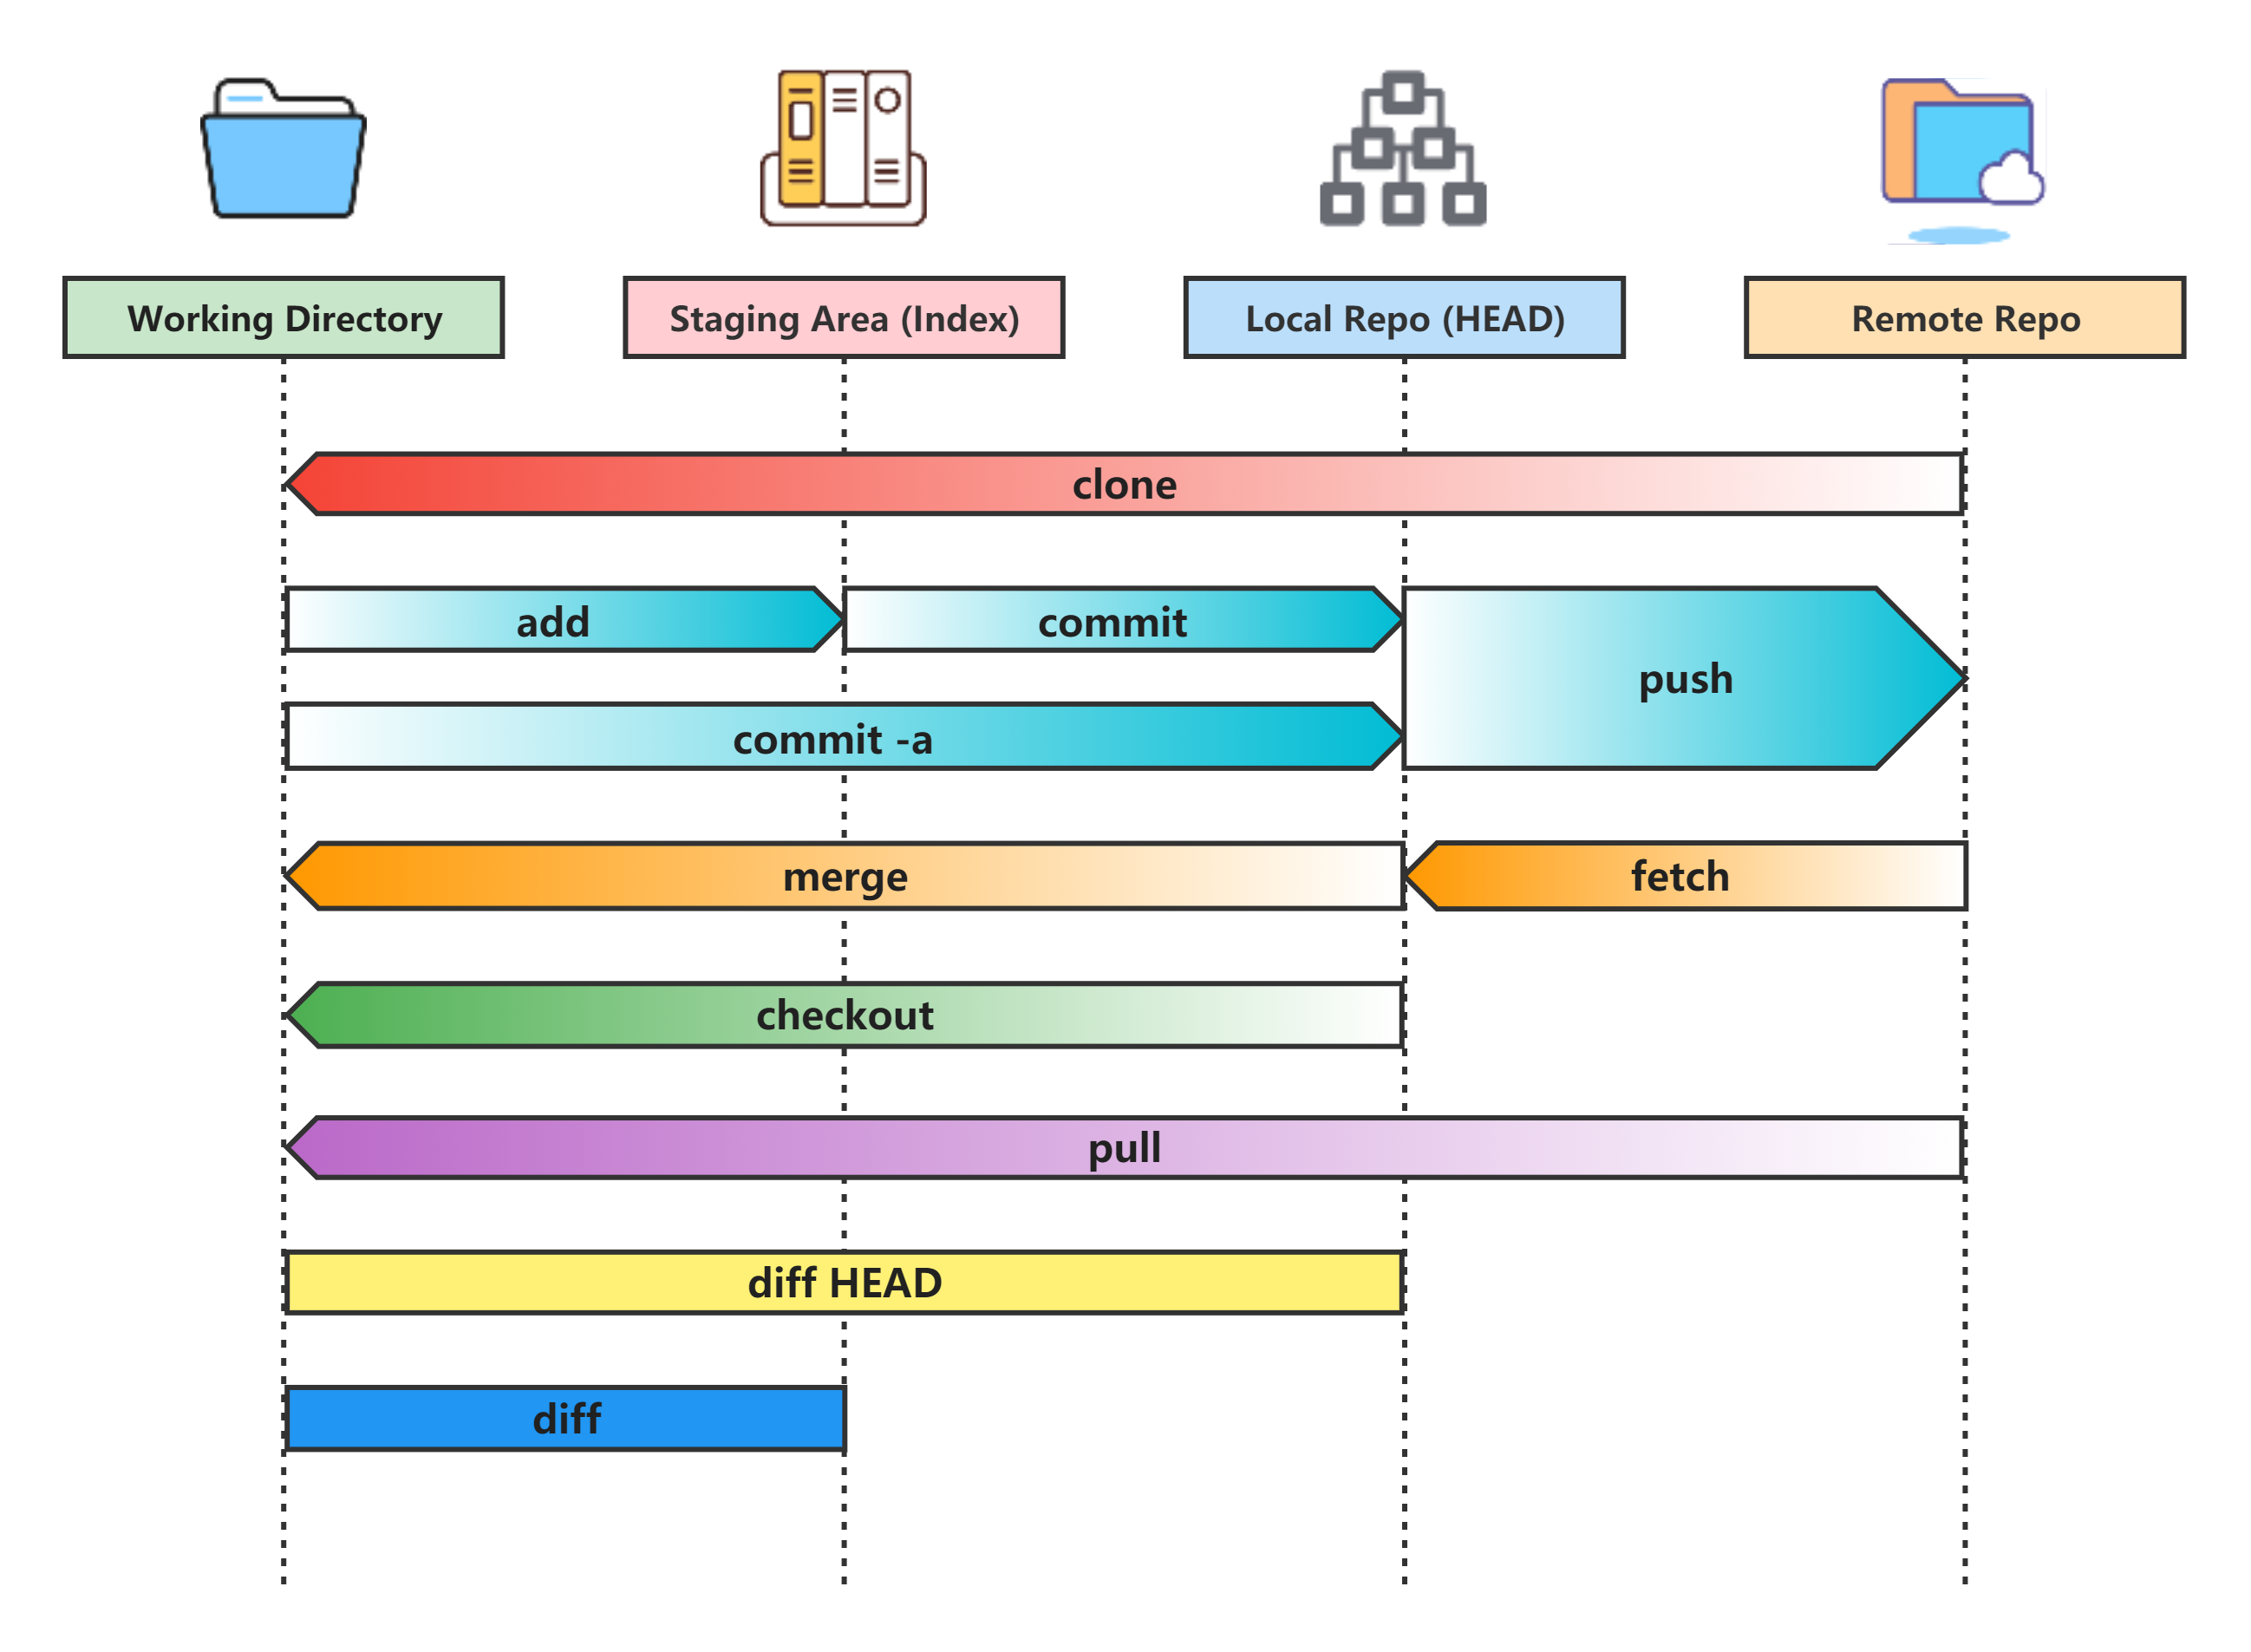 Working Directory
Staging Area (Index)
Local Repo (HEAD)
Remote Repo
clone
add
commit
push
commit -a
merge
fetch
checkout
pull
diff HEAD
diff